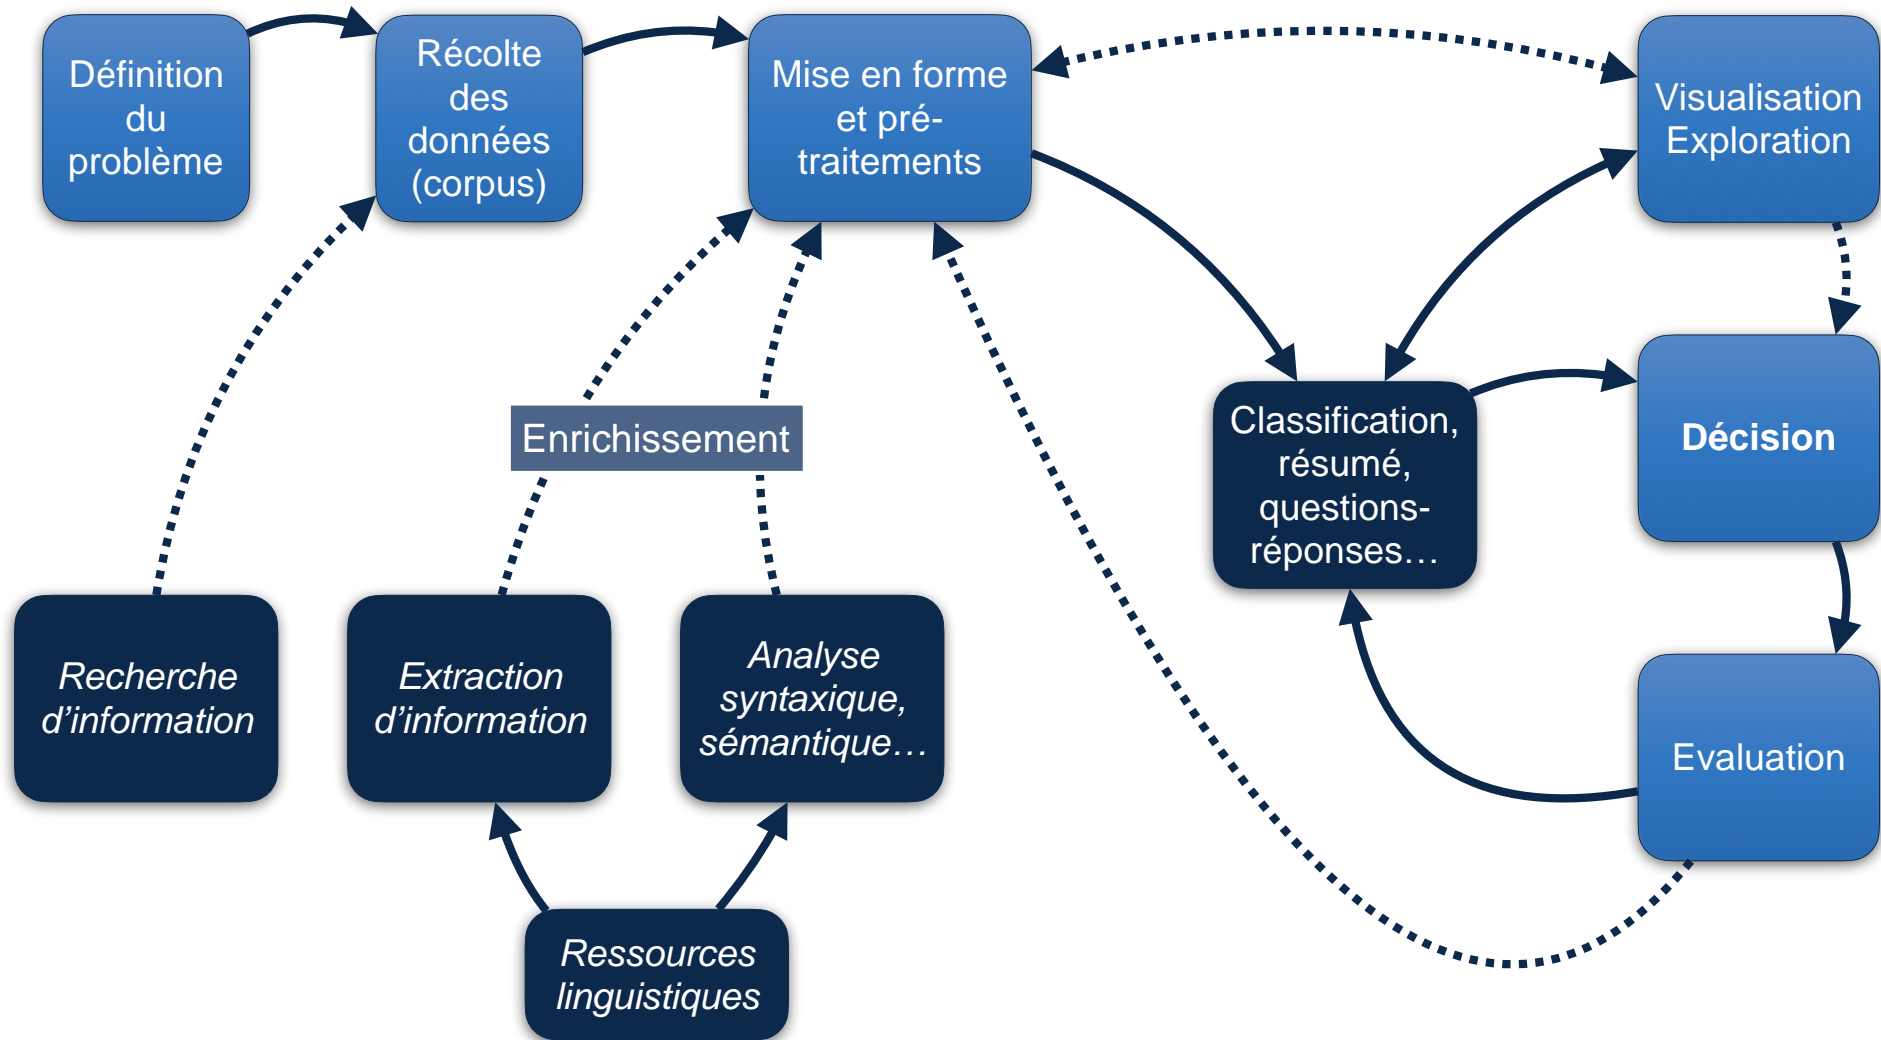 Définition
du
problème
Récolte
des
données
(corpus)
Mise en forme
et pré-
traitements
Visualisation
Exploration
Enrichissement
Classification,
résumé,
questions-
réponses…
Décision
Recherche
d’information
Extraction
d’information
Analyse
syntaxique,
sémantique…
Evaluation
Ressources
linguistiques